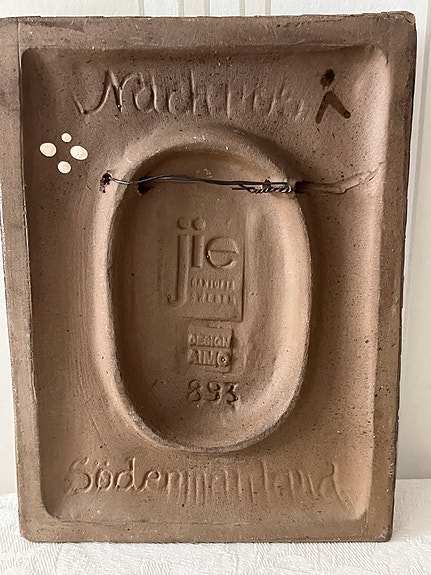 jie
GANTOFTA
SWEDEN
DESIGN
AIMO
893
Södermanland